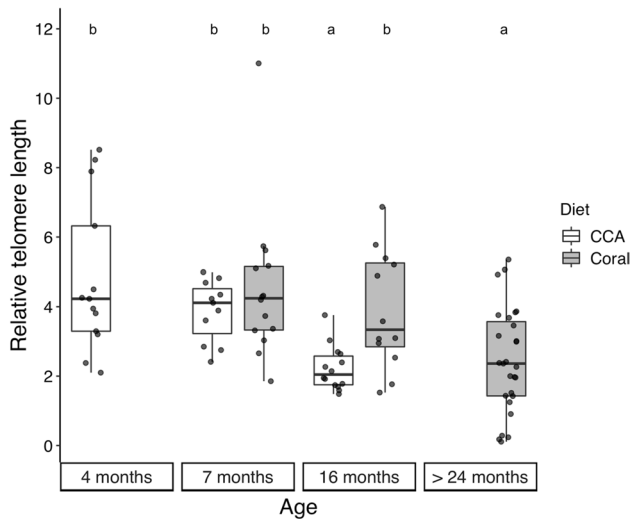 12
b
b
b
a
b
a
10
8
6
4
2
0
Relative telomere length
4 months
7 months
16 months
> 24 months
Age
Diet
CCA
Coral